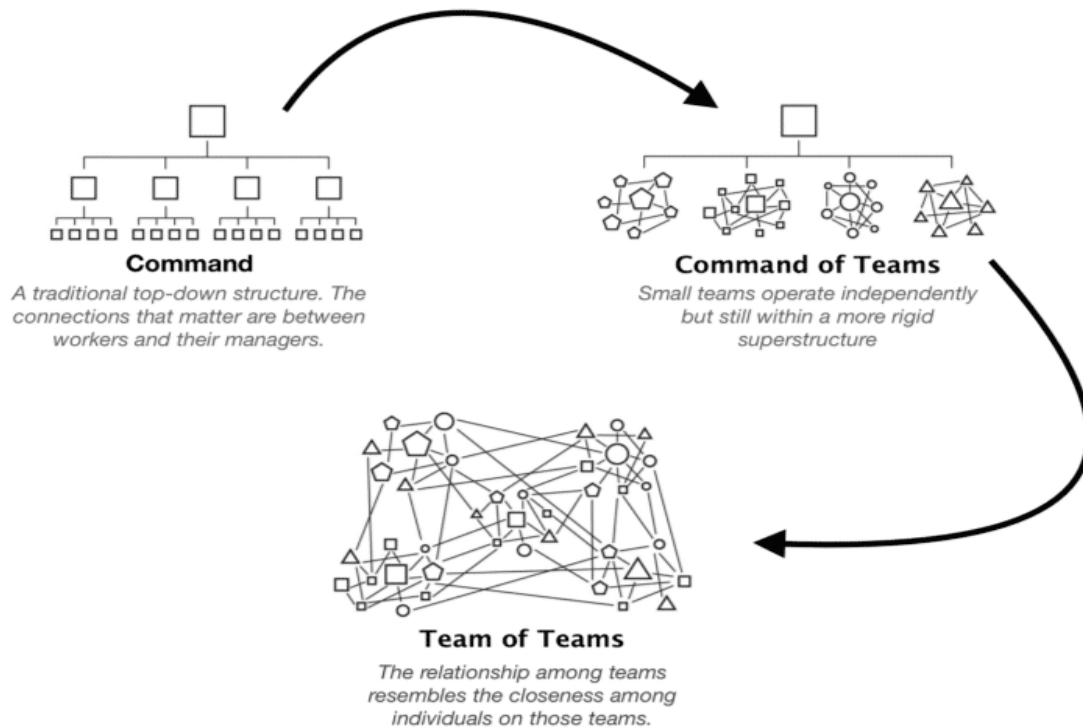 Command
A traditional top-down structure. The
connections that matter are between
workers and their managers.
Command of Teams
Small teams operate independently
but still within a more rigid
superstructure
Team of Teams
The relationship among teams
resembles the closeness among
individuals on those teams.